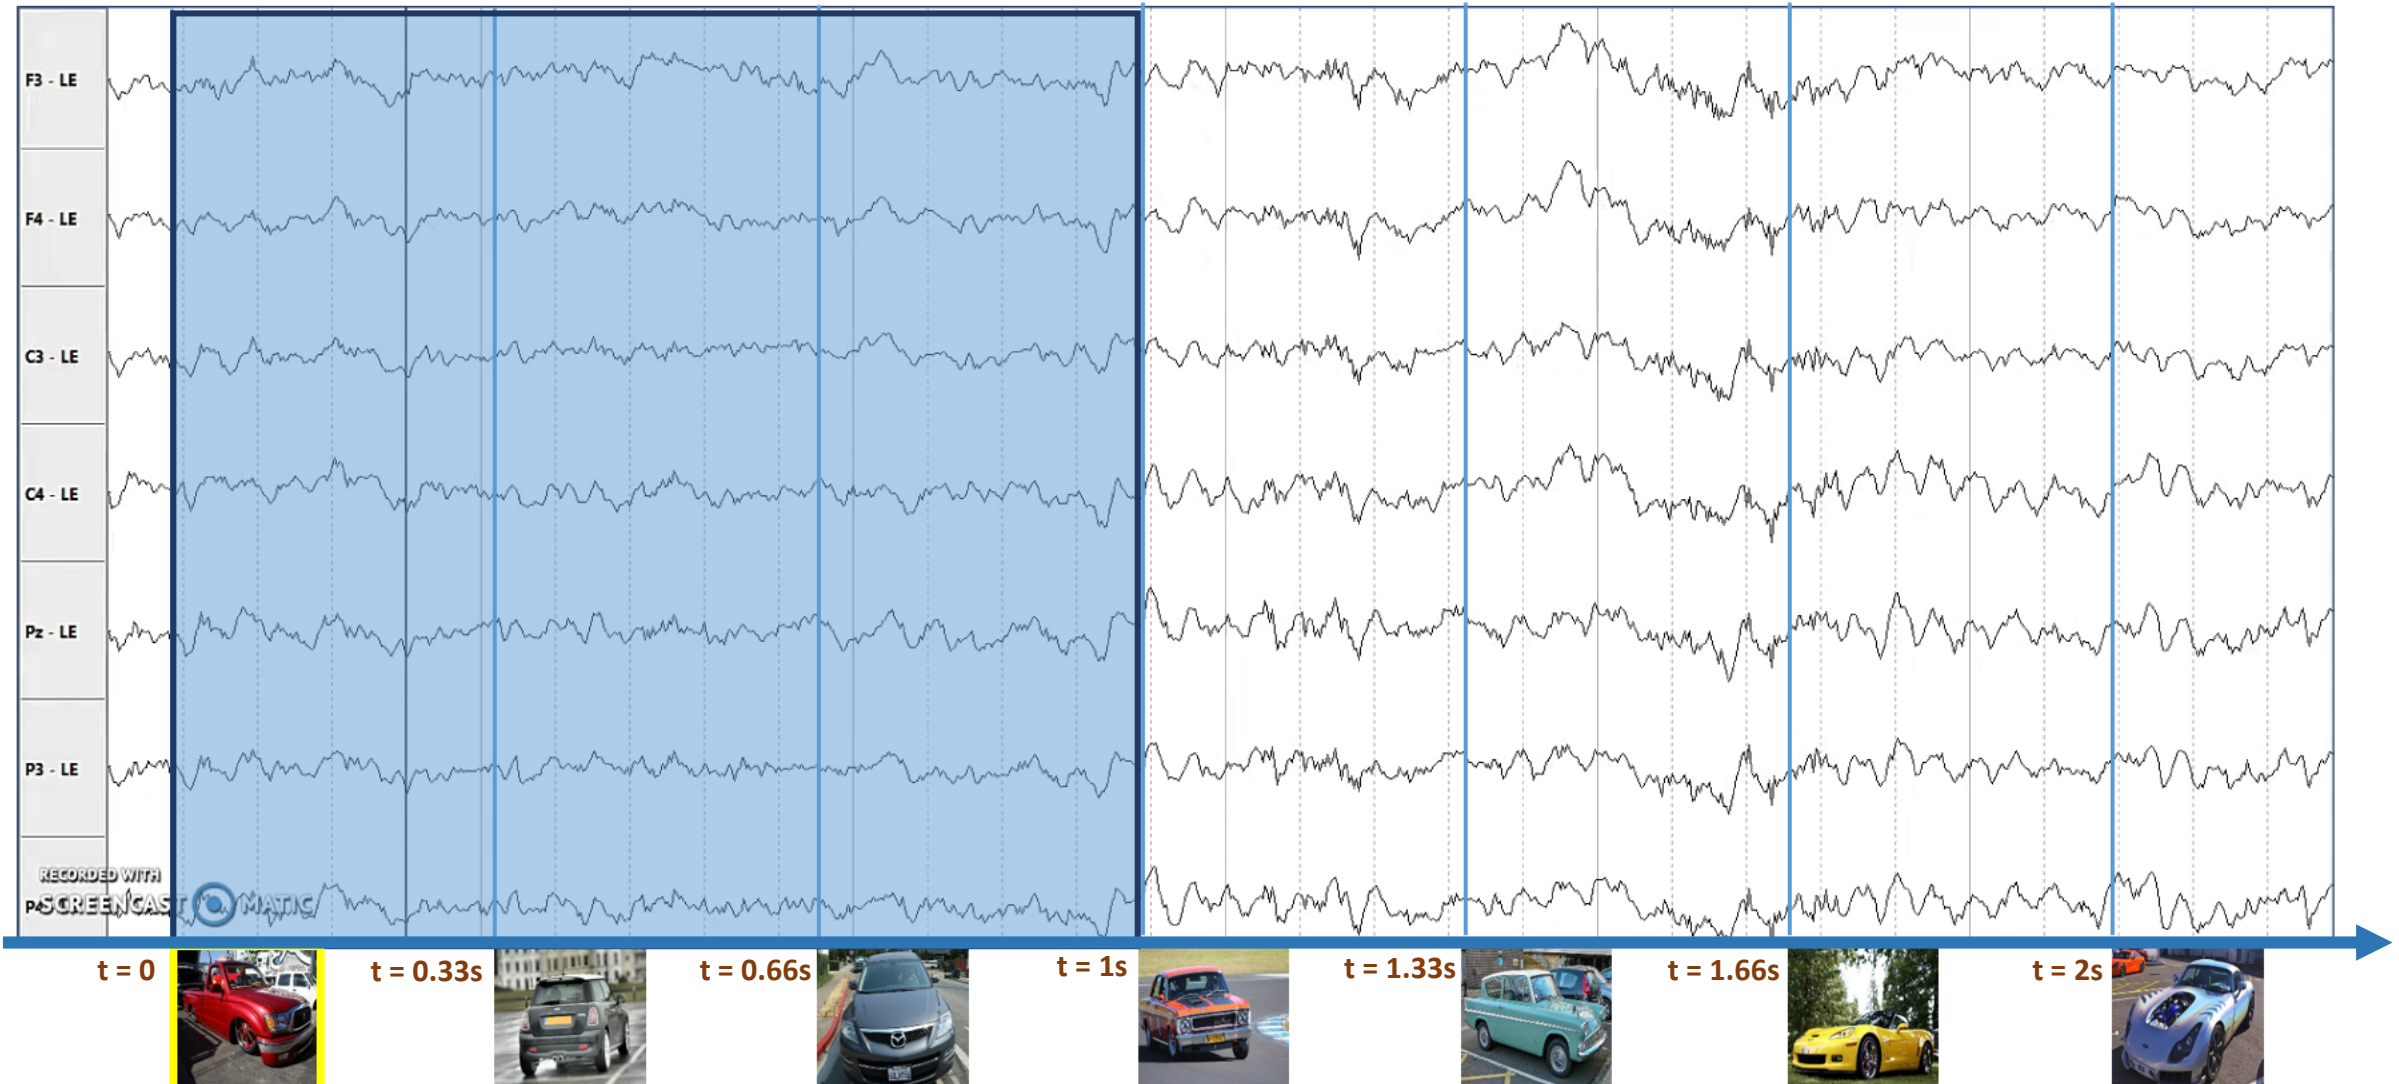 F3 - LE
F4 - LE
C3 - LE
C4 - LE
Pz - LE
P3 - LE
RECORDED WITH
SCREENCAST MATIC
t = 0
t = 0.33s
t = 0.66s
t = 1s
t = 1.33s
t = 1.66s
t = 2s